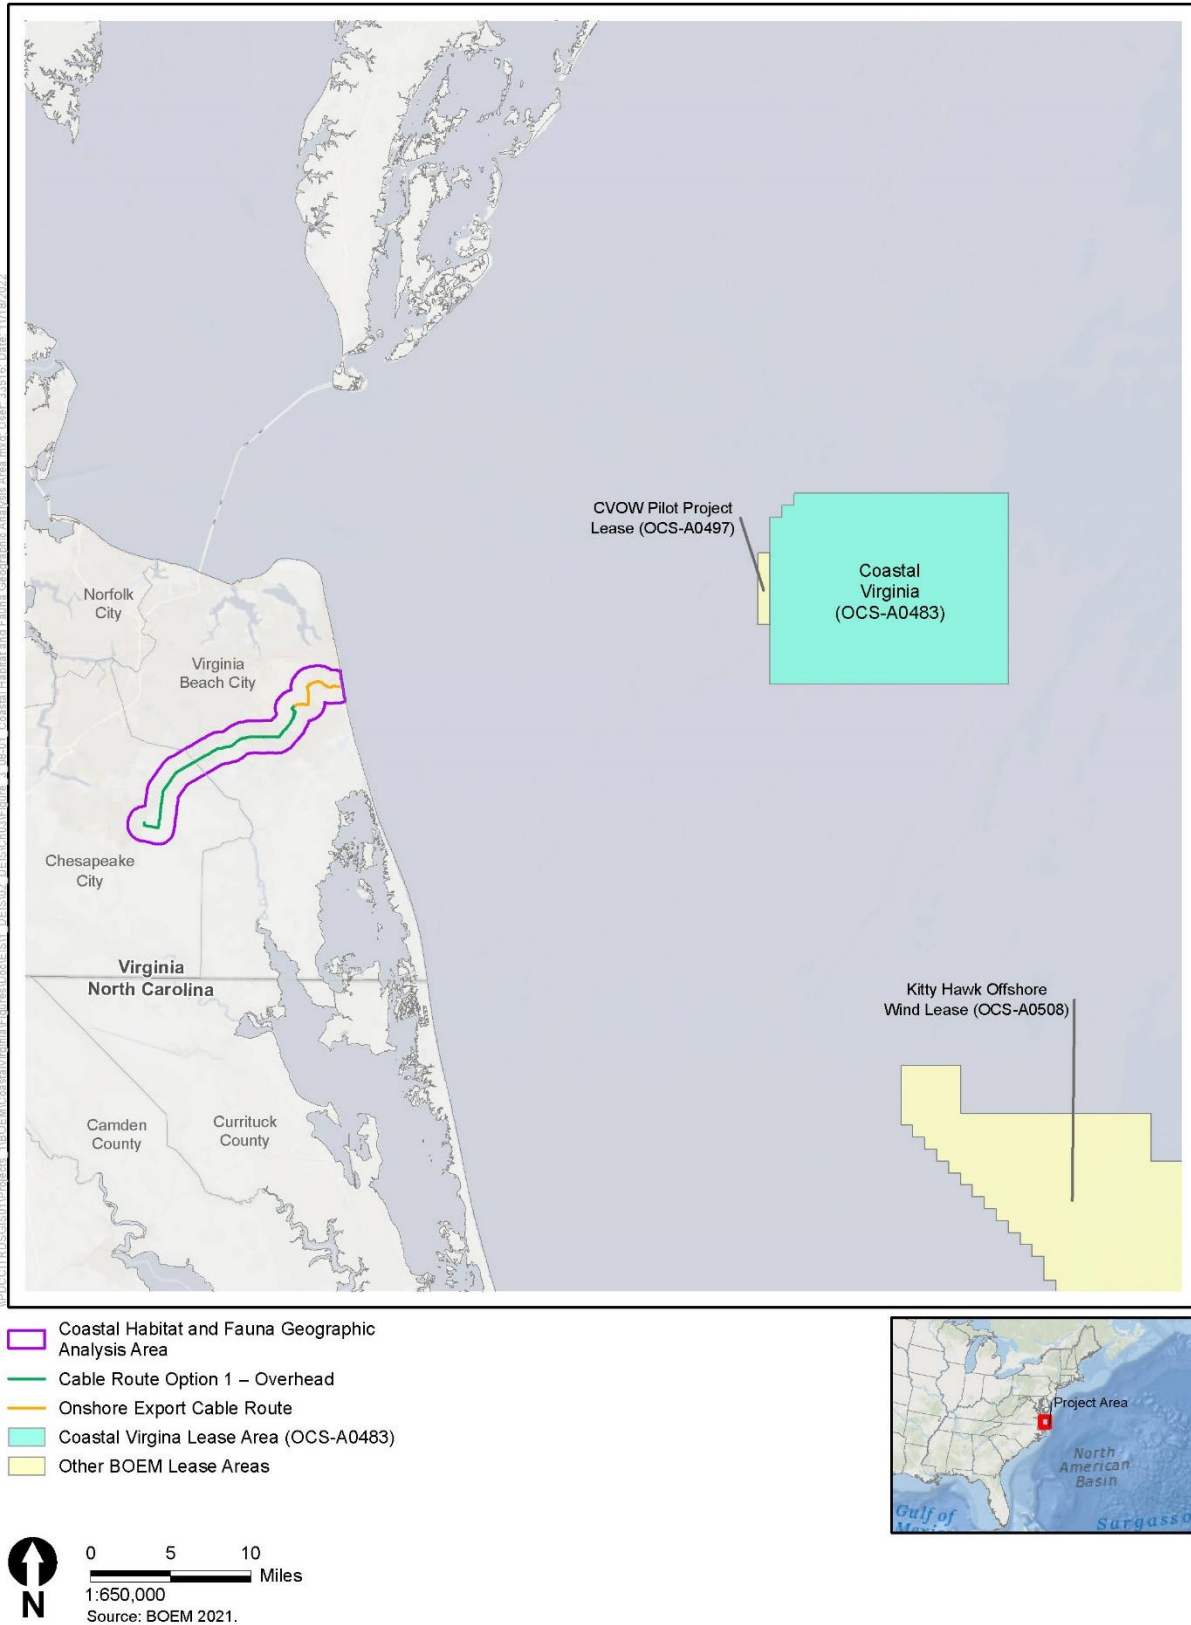 CVOW Pilot Project
Lease (OCS-A0497)
Coastal
Virginia
(OCS-A0483)
Norfolk
City
Virginia
Beach City
Chesapeake
City
Virginia
North Carolina
Kitty Hawk Offshore
Wind Lease (OCS-A0508)
Camden
County
Currituck
County
Coastal Habitat and Fauna Geographic
Analysis Area
Cable Route Option 1 – Overhead
Onshore Export Cable Route
Coastal Virgina Lease Area (OCS-A0483)
Other BOEM Lease Areas
Project Area
North
American
Basin
Gulf of
Sargasso
N
0 5 10
Miles
1:650,000
Source: BOEM 2021.